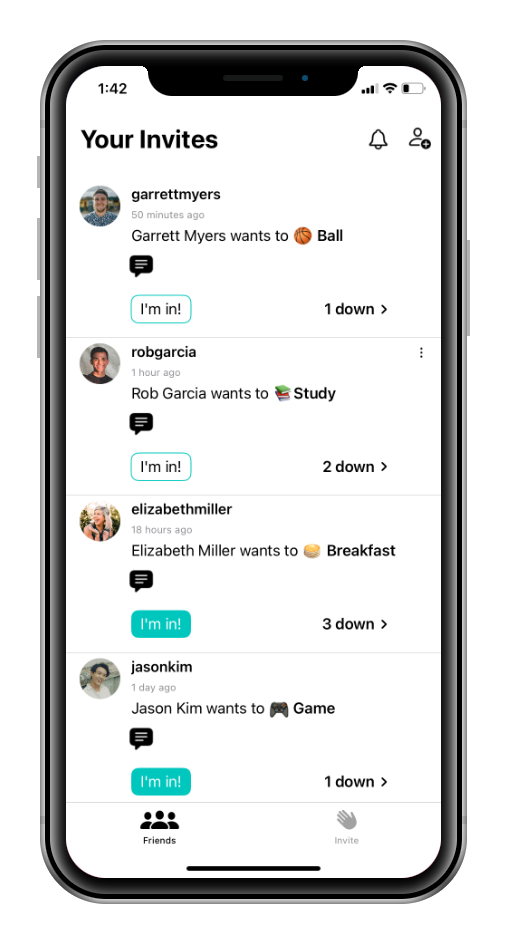 1:42
Your Invites
garrettmyers
50 minutes ago
Garrett Myers wants to 🏀 Ball
I'm in!
1 down >
robgarcia
1 hour ago
Rob Garcia wants to 📚 Study
I'm in!
2 down >
elizabethmiller
18 hours ago
Elizabeth Miller wants to 🥞 Breakfast
I'm in!
3 down >
jasonkim
1 day ago
Jason Kim wants to 🎮 Game
I'm in!
1 down >
Friends
Invite